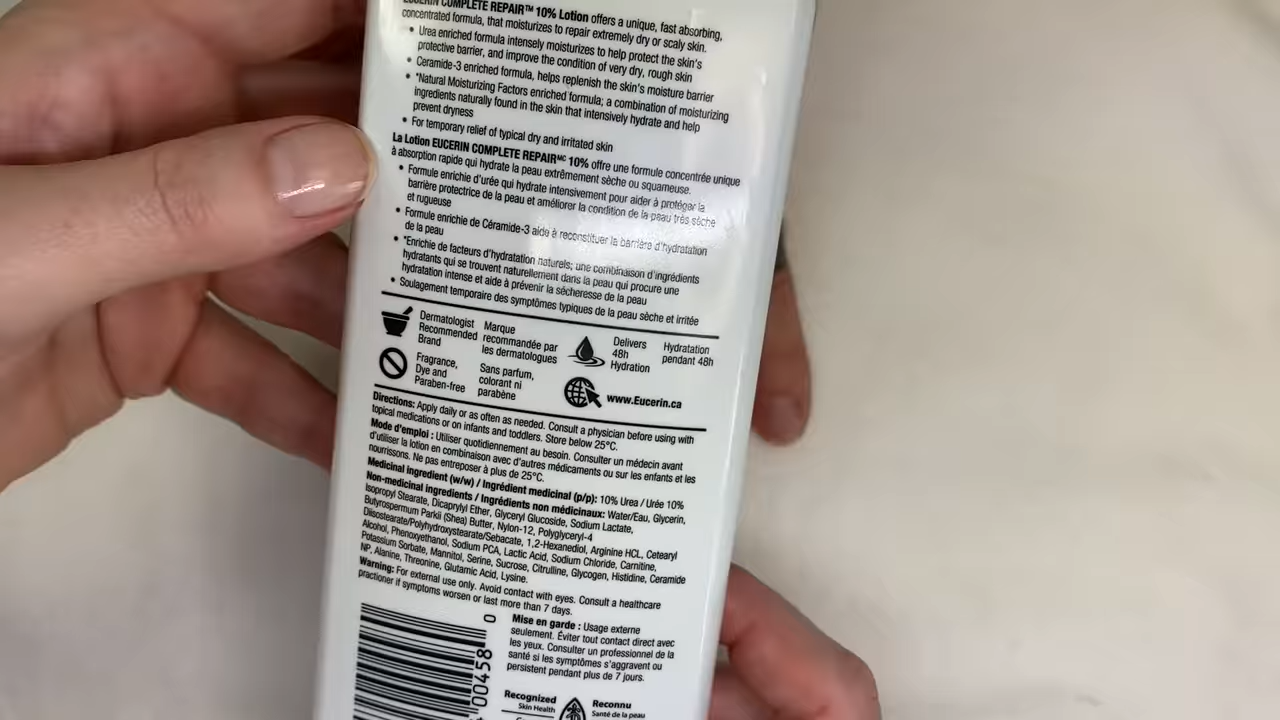 EUCERIN COMPLETE REPAIR™ 10% Lotion offers a unique, fast absorbing,
concentrated formula, that moisturizes to repair extremely dry or scaly skin.
• Urea enriched formula intensely moisturizes to help protect the skin's
protective barrier, and improve the condition of very dry, rough skin
• Ceramide-3 enriched formula, helps replenish the skin's moisture barrier
• *Natural Moisturizing Factors enriched formula; a combination of moisturizing
ingredients naturally found in the skin that intensively hydrate and help
prevent dryness
• For temporary relief of typical dry and irritated skin
La Lotion EUCERIN COMPLETE REPAIRᴹᶜ 10% offre une formule concentrée unique
à absorption rapide qui hydrate la peau extrêmement sèche ou squameuse.
• Formule enrichie d'urée qui hydrate intensivement pour aider à protéger la
barrière protectrice de la peau et améliorer la condition de la peau très sèche
et rugueuse
• Formule enrichie de Céramide-3 aide à reconstituer la barrière d'hydratation
de la peau
• *Enrichie de facteurs d'hydratation naturels; une combinaison d'ingrédients
hydratants qui se trouvent naturellement dans la peau qui procure une
hydratation intense et aide à prévenir la sécheresse de la peau
• Soulagement temporaire des symptômes typiques de la peau sèche et irritée
Dermatologist
Recommended
Brand
Marque
recommandée par
les dermatologues
Delivers
48h
Hydration
Hydratation
pendant 48h
Fragrance,
Dye and
Paraben-free
Sans parfum,
colorant ni
parabène
www.Eucerin.ca
Directions: Apply daily or as often as needed. Consult a physician before using with
topical medications or on infants and toddlers. Store below 25°C.
Mode d'emploi : Utiliser quotidiennement au besoin. Consulter un médecin avant
d'utiliser la lotion en combinaison avec d'autres médicaments ou sur les enfants et les
nourrissons. Ne pas entreposer à plus de 25°C.
Medicinal Ingredient (w/w) / Ingrédient medicinal (p/p): 10% Urea / Urée 10%
Non-medicinal Ingredients / Ingrédients non médicinaux: Water/Eau, Glycerin,
Isopropyl Stearate, Dicaprylyl Ether, Glyceryl Glucoside, Sodium Lactate,
Butyrospermum Parkii (Shea) Butter, Nylon-12, Polyglyceryl-4
Diisostearate/Polyhydroxystearate/Sebacate, 1,2-Hexanediol, Arginine HCL, Cetearyl
Alcohol, Phenoxyethanol, Sodium PCA, Lactic Acid, Sodium Chloride, Carnitine,
Potassium Sorbate, Mannitol, Serine, Sucrose, Citrulline, Glycogen, Histidine, Ceramide
NP. Alanine, Threonine, Glutamic Acid, Lysine.
Warning: For external use only. Avoid contact with eyes. Consult a healthcare
practioner if symptoms worsen or last more than 7 days.
Mise en garde : Usage externe
seulement. Éviter tout contact direct avec
les yeux. Consulter un professionnel de la
santé si les symptômes s'aggravent ou
persistent pendant plus de 7 jours.
00458 0
Recognized
Skin Health
Reconnu
Santé de la peau